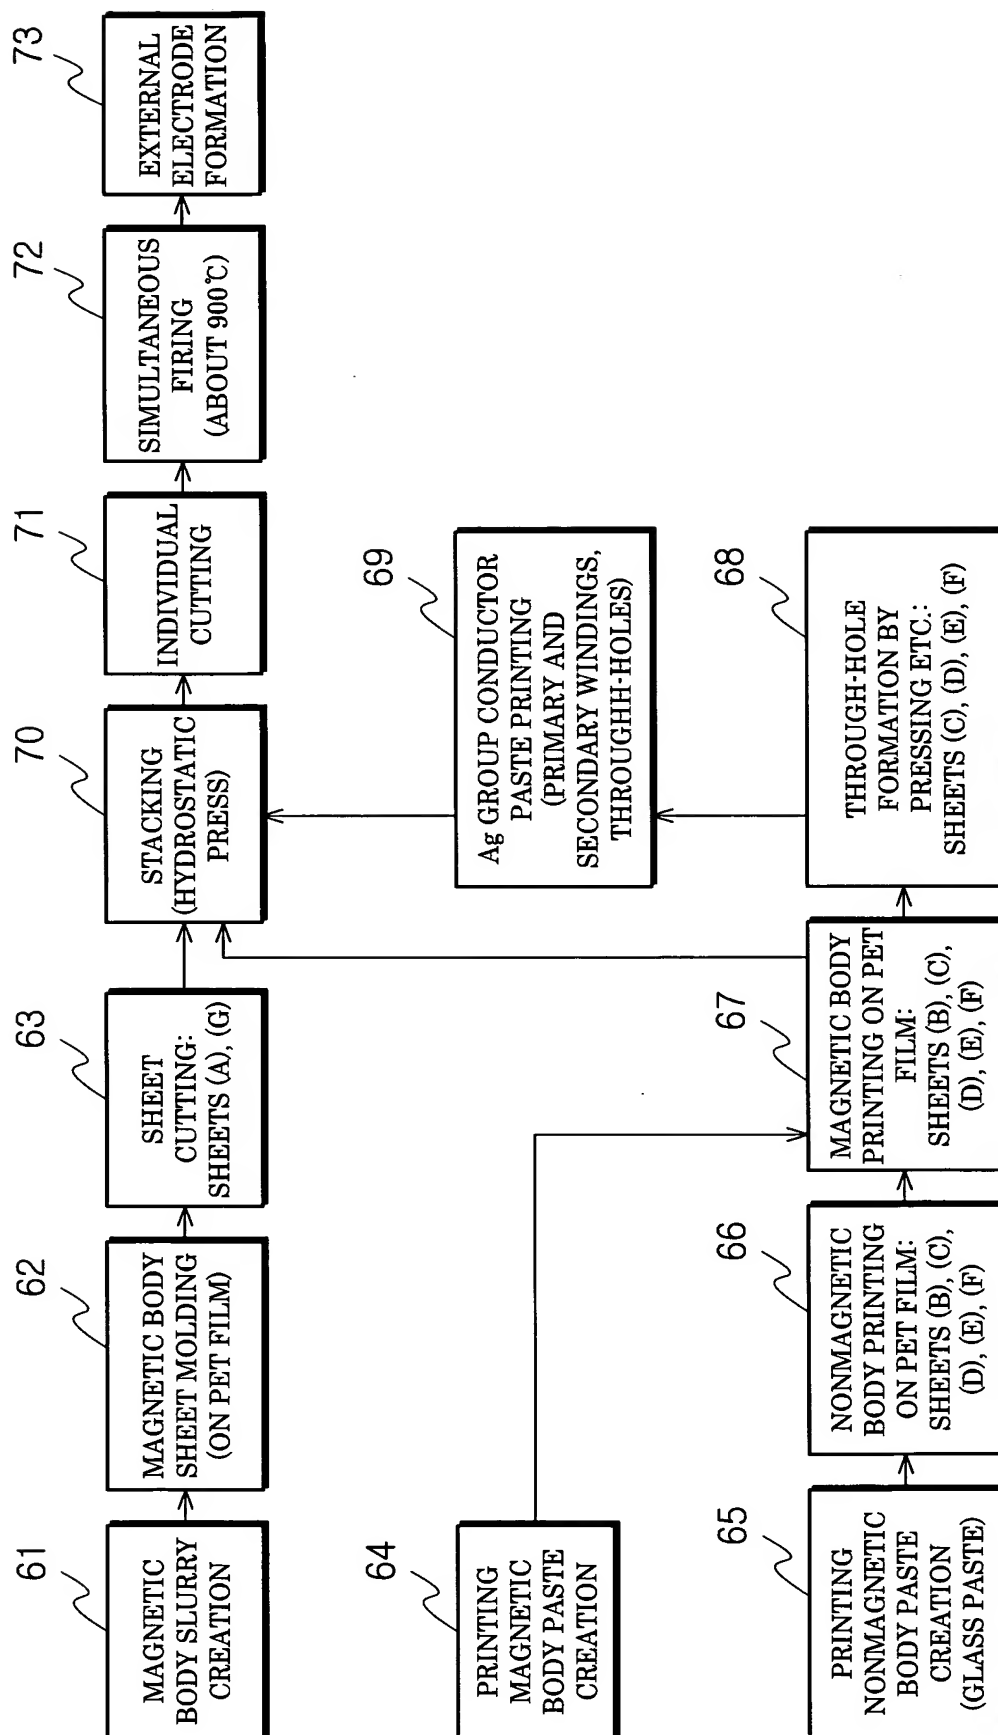 61
MAGNETIC
BODY SLURRY
CREATION
62
MAGNETIC BODY
SHEET MOLDING
(ON PET FILM)
63
SHEET
CUTTING:
SHEETS (A), (G)
70
STACKING
(HYDROSTATIC
PRESS)
71
INDIVIDUAL
CUTTING
72
SIMULTANEOUS
FIRING
(ABOUT 900℃)
73
EXTERNAL
ELECTRODE
FORMATION
64
PRINTING
MAGNETIC
BODY PASTE
CREATION
69
Ag GROUP CONDUCTOR
PASTE PRINTING
(PRIMARY AND
SECONDARY WINDINGS,
THROUGHH-HOLES)
65
PRINTING
NONMAGNETIC
BODY PASTE
CREATION
(GLASS PASTE)
66
NONMAGNETIC
BODY PRINTING
ON PET FILM:
SHEETS (B), (C),
(D), (E), (F)
67
MAGNETIC BODY
PRINTING ON PET
FILM:
SHEETS (B), (C),
(D), (E), (F)
68
THROUGH-HOLE
FORMATION BY
PRESSING ETC.:
SHEETS (C), (D), (E), (F)